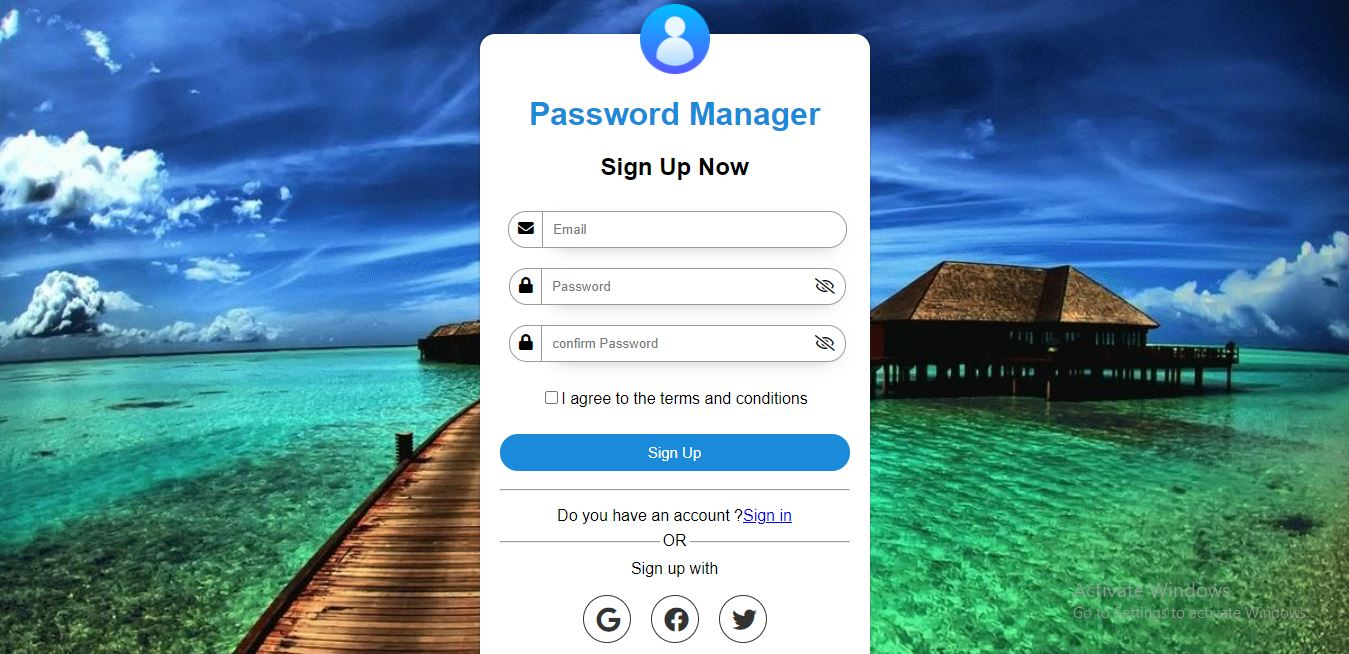 Password Manager
Sign Up Now
Email
Password
confirm Password
I agree to the terms and conditions
Sign Up
Do you have an account ?Sign in
OR
Sign up with
Activate Windows
Go to Settings to activate Windows.